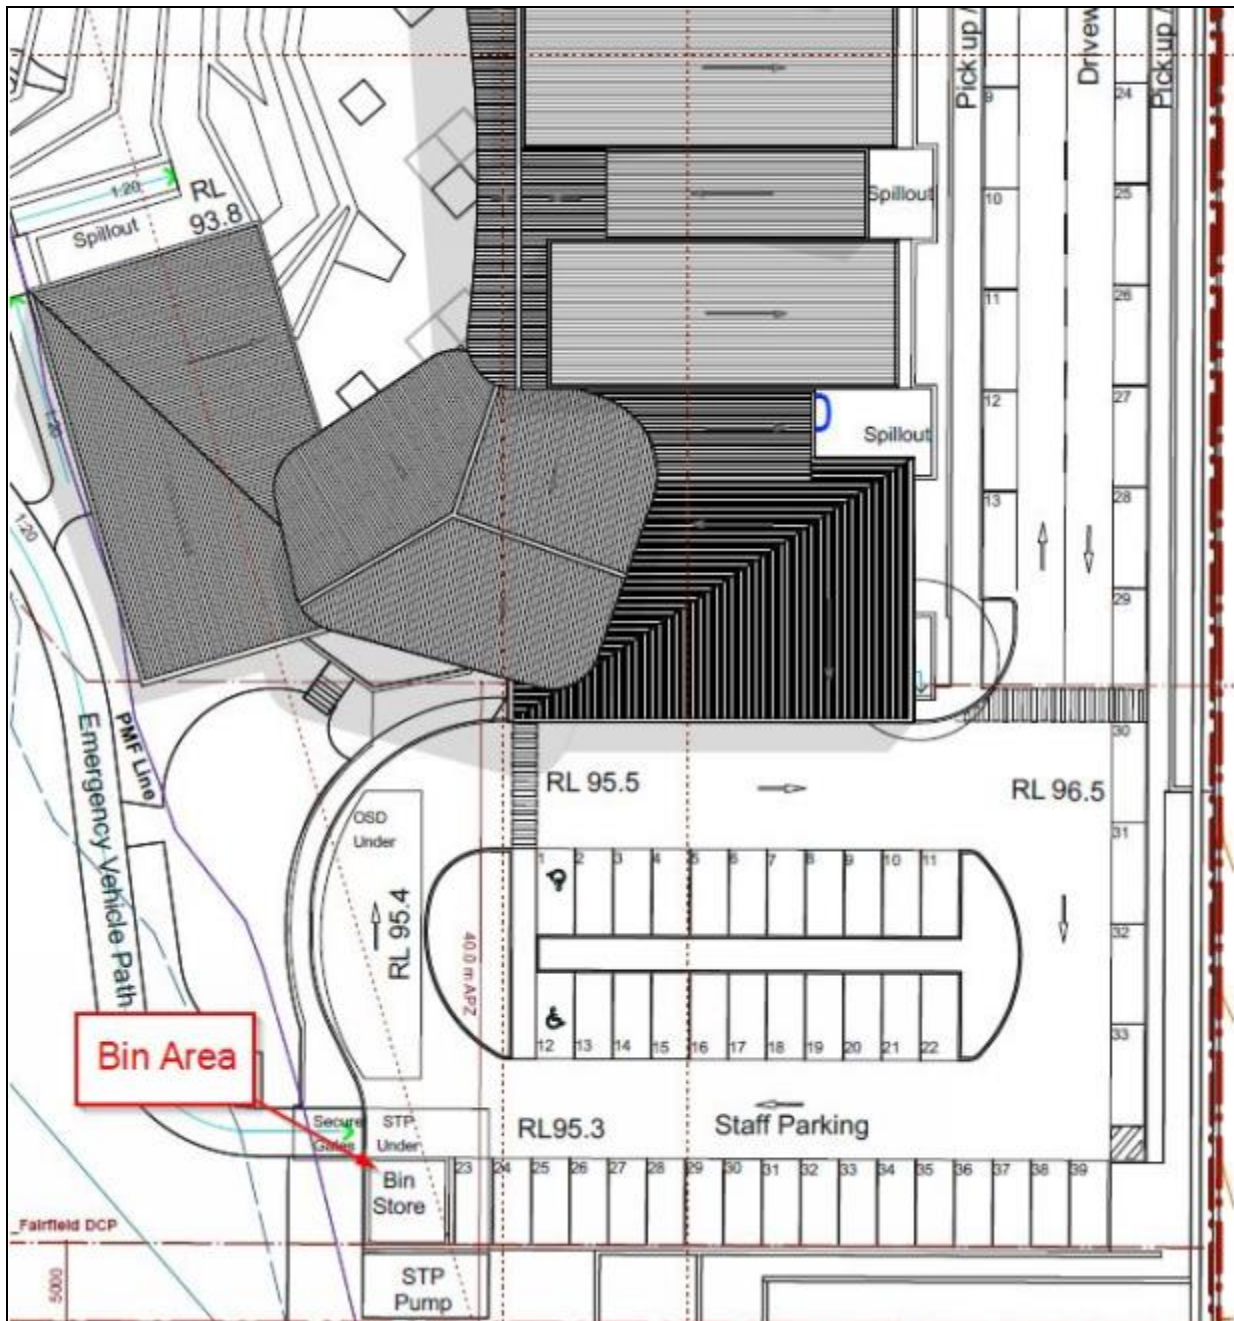 Pick up /
Drivew
Pick up /
9
24
1:20
RL
93.8
Spillout
Spillout
10
25
11
26
1:20
12
27
Spillout
13
28
1:20
29
Emergency Vehicle Path
PMF Line
30
RL 95.5
RL 96.5
OSD
Under
31
1 2 3 4 5 6 7 8 9 10 11
RL 95.4
40.0 m APZ
32
12 13 14 15 16 17 18 19 20 21 22
33
Bin Area
Secure
Gates
STP
Under
RL95.3
Staff Parking
23 24 25 26 27 28 29 30 31 32 33 34 35 36 37 38 39
Bin
Store
_Fairfield DCP
5000
STP
Pump